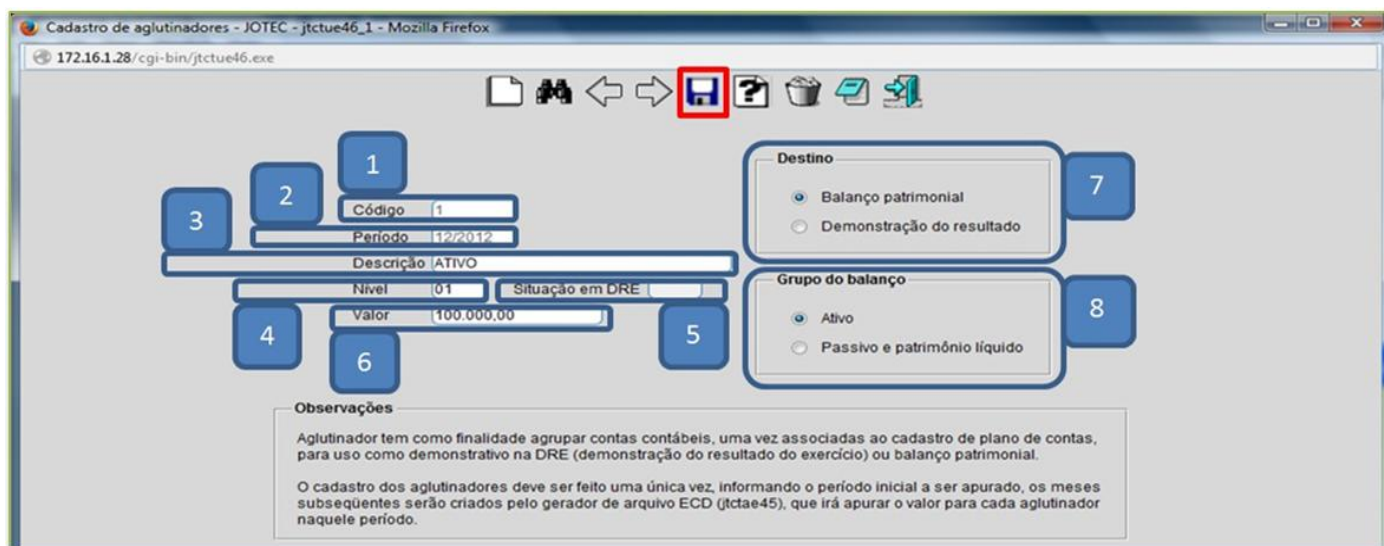 Cadastro de aglutinadores - JOTEC - jtctue46_1 - Mozilla Firefox
172.16.1.28/cgi-bin/jtctue46.exe
1
2
3
Código 1
Período 12/2012
Descrição ATIVO
Nível 01 Situação em DRE
Valor 100.000,00
4
5
6
Destino
Balanço patrimonial
Demonstração do resultado
7
Grupo do balanço
Ativo
Passivo e patrimônio líquido
8
Observações
Aglutinador tem como finalidade agrupar contas contábeis, uma vez associadas ao cadastro de plano de contas,
para uso como demonstrativo na DRE (demonstração do resultado do exercício) ou balanço patrimonial.
O cadastro dos aglutinadores deve ser feito uma única vez, informando o período inicial a ser apurado, os meses
subseqüentes serão criados pelo gerador de arquivo ECD (jtctae45), que irá apurar o valor para cada aglutinador
naquele período.